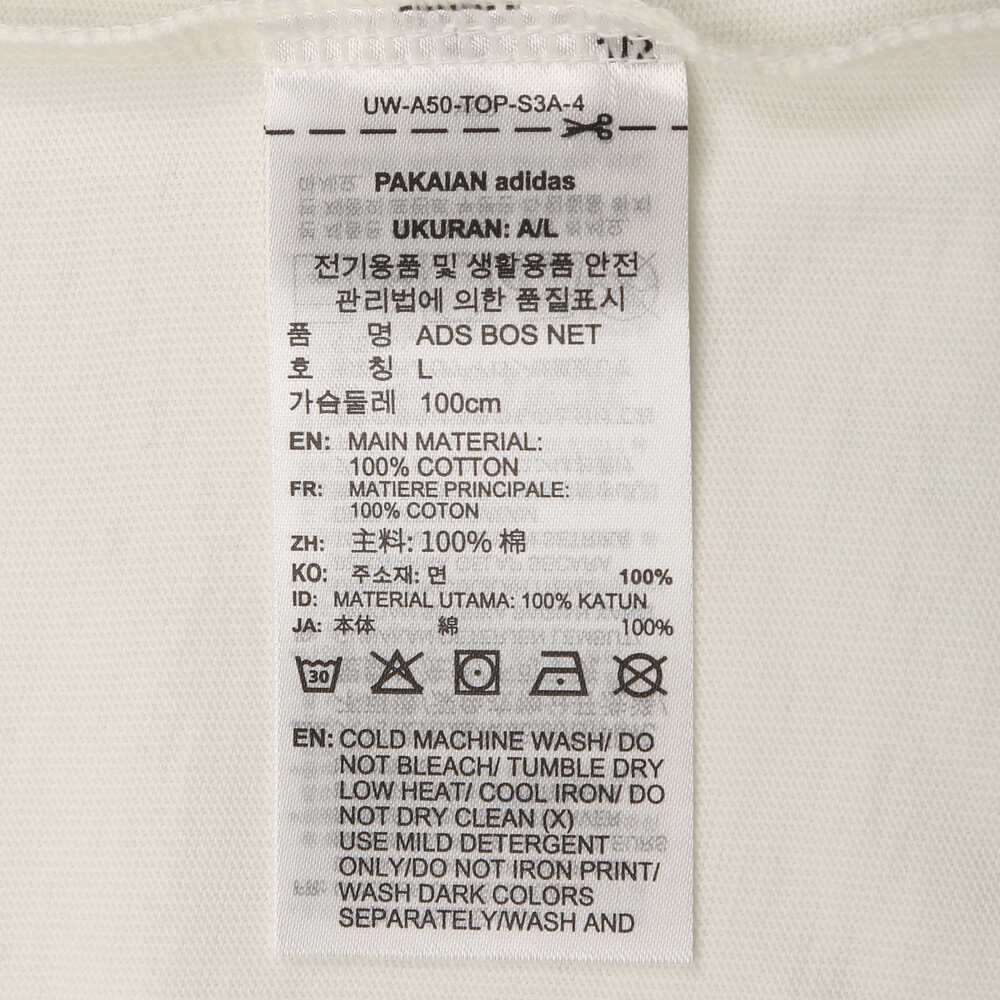 UW-A50-TOP-S3A-4
PAKAIAN adidas
UKURAN: A/L
전기용품 및 생활용품 안전
관리법에 의한 품질표시
품 명 ADS BOS NET
호 칭 L
가슴둘레 100cm
EN: MAIN MATERIAL:
100% COTTON
FR: MATIERE PRINCIPALE:
100% COTON
ZH: 主料: 100% 棉
KO: 주소재: 면 100%
ID: MATERIAL UTAMA: 100% KATUN
JA: 本体 綿 100%
30
EN: COLD MACHINE WASH/ DO
NOT BLEACH/ TUMBLE DRY
LOW HEAT/ COOL IRON/ DO
NOT DRY CLEAN (X)
USE MILD DETERGENT
ONLY/DO NOT IRON PRINT/
WASH DARK COLORS
SEPARATELY/WASH AND